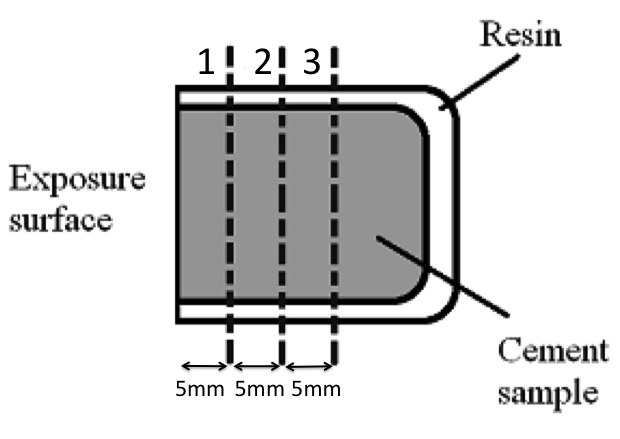 Resin
1 2 3
Exposure
surface
Cement
sample
5mm 5mm 5mm